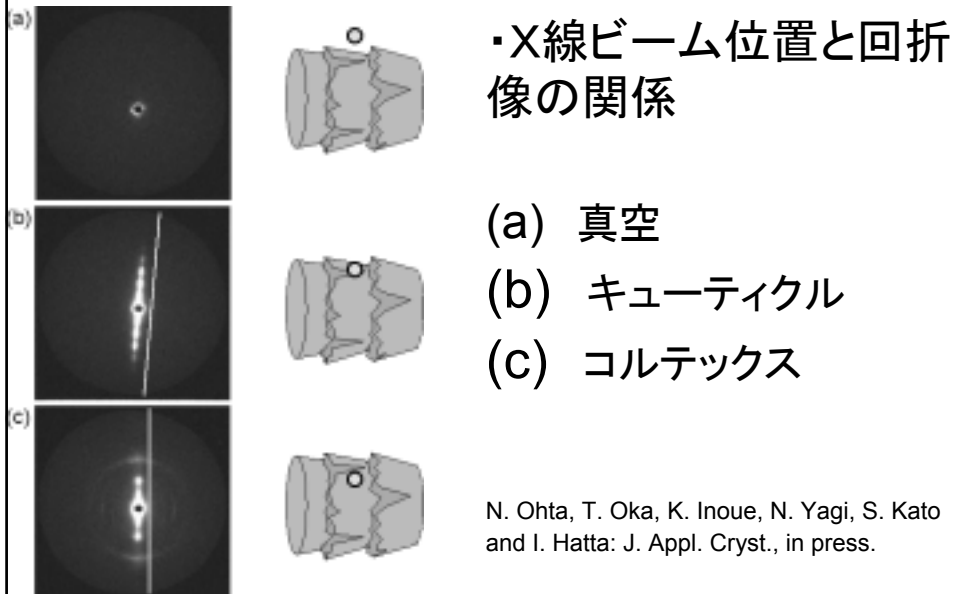 (a)
・X線ビーム位置と回折
像の関係
(a) 真空
(b)
(b) キューティクル
(c) コルテックス
(c)
N. Ohta, T. Oka, K. Inoue, N. Yagi, S. Kato
and I. Hatta: J. Appl. Cryst., in press.